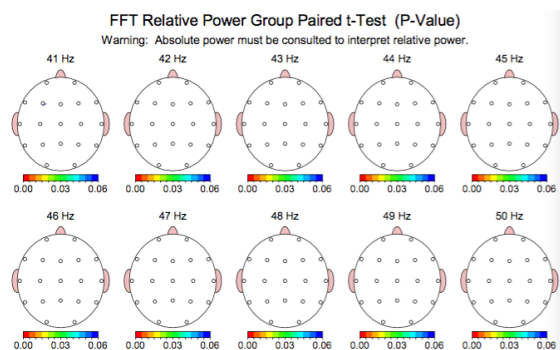 FFT Relative Power Group Paired t-Test (P-Value)
Warning: Absolute power must be consulted to interpret relative power.
41 Hz 42 Hz 43 Hz 44 Hz 45 Hz
0.00 0.03 0.06 0.00 0.03 0.06 0.00 0.03 0.06 0.00 0.03 0.06 0.00 0.03 0.06
46 Hz 47 Hz 48 Hz 49 Hz 50 Hz
0.00 0.03 0.06 0.00 0.03 0.06 0.00 0.03 0.06 0.00 0.03 0.06 0.00 0.03 0.06